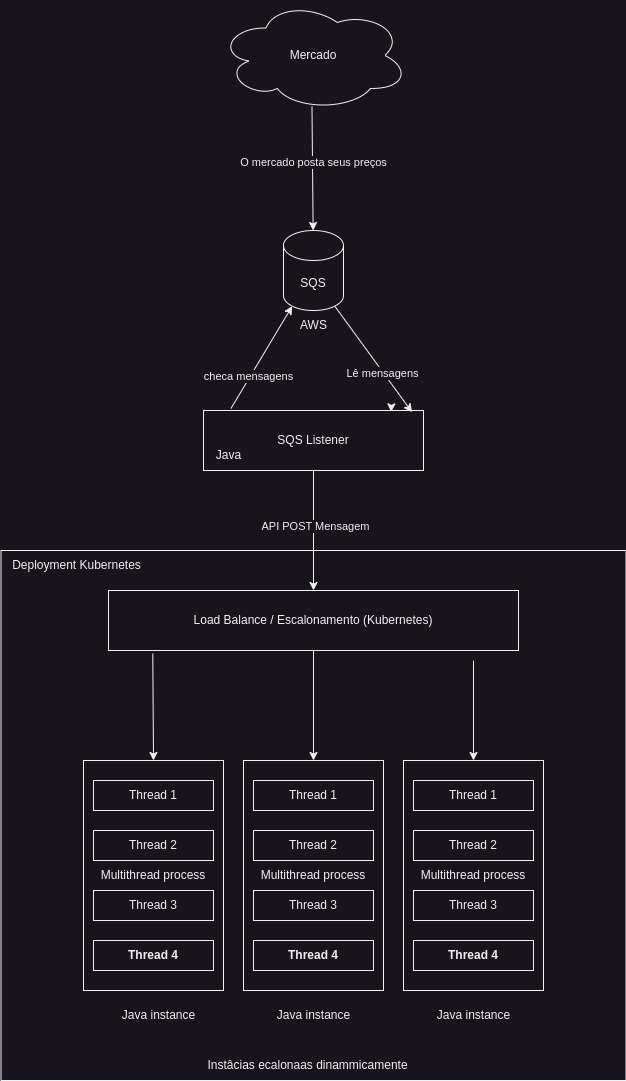 Mercado
O mercado posta seus preços
SQS
AWS
checa mensagens
Lê mensagens
SQS Listener
Java
API POST Mensagem
Deployment Kubernetes
Load Balance / Escalonamento (Kubernetes)
Thread 1
Thread 2
Multithread process
Thread 3
Thread 4
Java instance
Thread 1
Thread 2
Multithread process
Thread 3
Thread 4
Java instance
Thread 1
Thread 2
Multithread process
Thread 3
Thread 4
Java instance
Instâcias ecalonaas dinammicamente